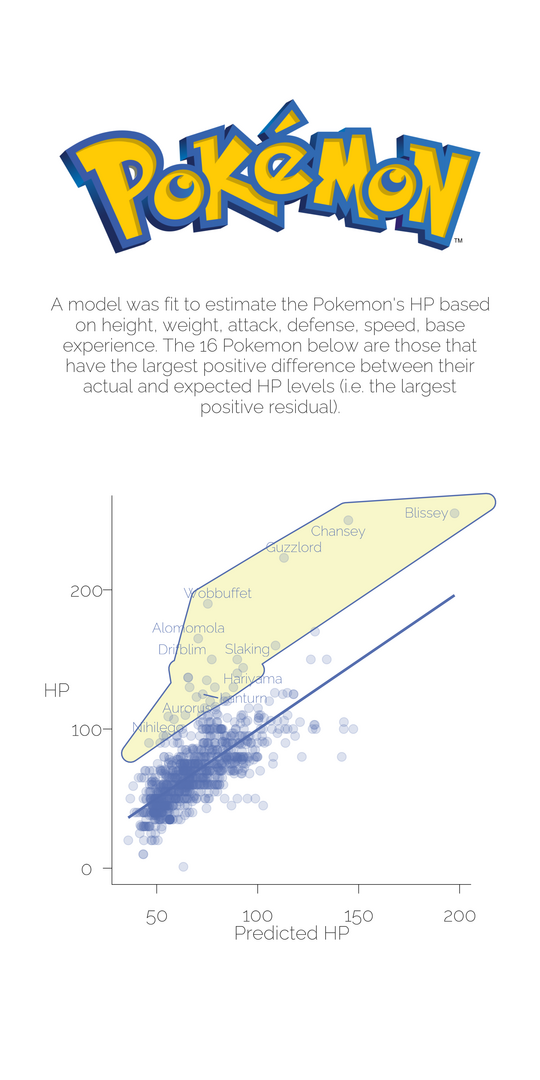 POKéMON
TM
A model was fit to estimate the Pokemon's HP based
on height, weight, attack, defense, speed, base
experience. The 16 Pokemon below are those that
have the largest positive difference between their
actual and expected HP levels (i.e. the largest
positive residual).
Blissey
Chansey
Guzzlord
200
Wobbuffet
Alomomola
Drifblim
Slaking
Hariyama
HP
Lanturn
Aurorus
100
Nihilego
0
50
100
150
200
Predicted HP